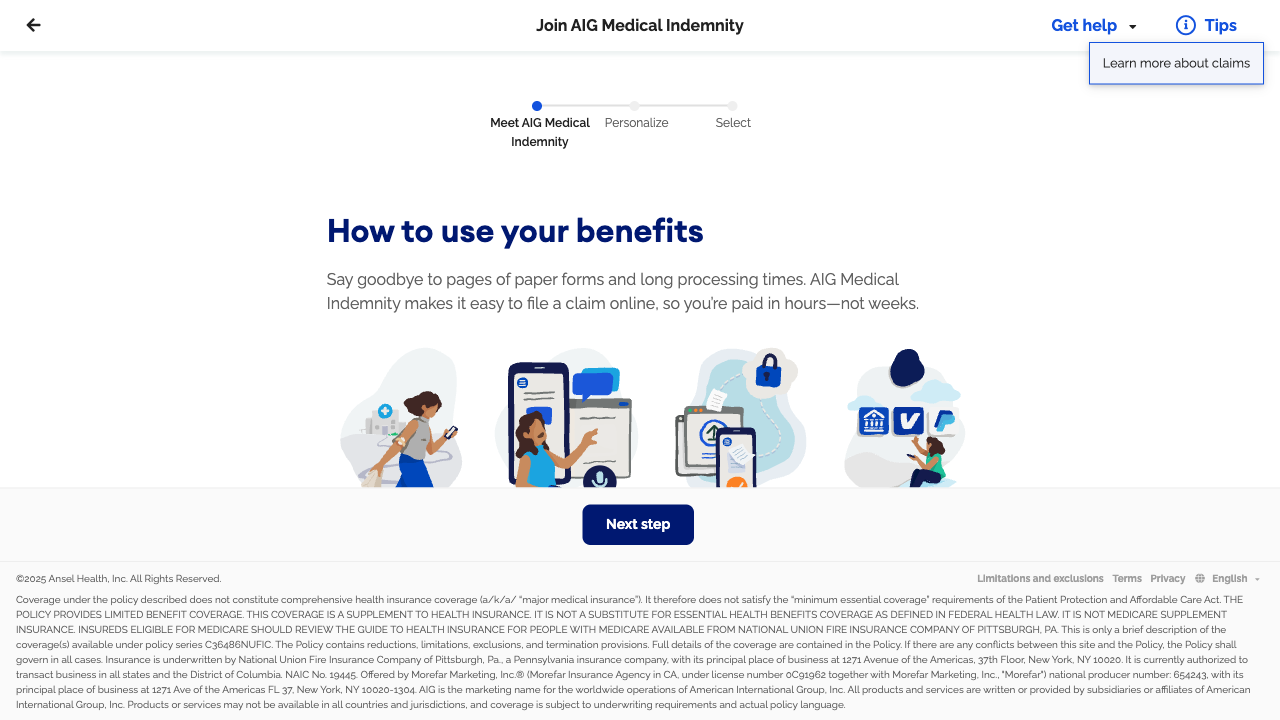 Join AIG Medical Indemnity
Get help
Tips
Learn more about claims
Meet AIG Medical
Indemnity
Personalize
Select
How to use your benefits
Say goodbye to pages of paper forms and long processing times. AIG Medical
Indemnity makes it easy to file a claim online, so you're paid in hours—not weeks.
Next step
©2025 Ansel Health, Inc. All Rights Reserved.
Limitations and exclusions Terms Privacy English
Coverage under the policy described does not constitute comprehensive health insurance coverage (a/k/a/ “major medical insurance”). It therefore does not satisfy the “minimum essential coverage” requirements of the Patient Protection and Affordable Care Act. THE
POLICY PROVIDES LIMITED BENEFIT COVERAGE. THIS COVERAGE IS A SUPPLEMENT TO HEALTH INSURANCE. IT IS NOT A SUBSTITUTE FOR ESSENTIAL HEALTH BENEFITS COVERAGE AS DEFINED IN FEDERAL HEALTH LAW. IT IS NOT MEDICARE SUPPLEMENT
INSURANCE. INSUREDS ELIGIBLE FOR MEDICARE SHOULD REVIEW THE GUIDE TO HEALTH INSURANCE FOR PEOPLE WITH MEDICARE AVAILABLE FROM NATIONAL UNION FIRE INSURANCE COMPANY OF PITTSBURGH, PA. This is only a brief description of the
coverage(s) available under policy series C36486NUFIC. The Policy contains reductions, limitations, exclusions, and termination provisions. Full details of the coverage are contained in the Policy. If there are any conflicts between this site and the Policy, the Policy shall
govern in all cases. Insurance is underwritten by National Union Fire Insurance Company of Pittsburgh, Pa., a Pennsylvania insurance company, with its principal place of business at 1271 Avenue of the Americas, 37th Floor, New York, NY 10020. It is currently authorized to
transact business in all states and the District of Columbia. NAIC No. 19445. Offered by Morefar Marketing, Inc.® (Morefar Insurance Agency in CA, under license number 0C91962 together with Morefar Marketing, Inc., "Morefar") national producer number: 654243, with its
principal place of business at 1271 Ave of the Americas FL 37, New York, NY 10020-1304. AIG is the marketing name for the worldwide operations of American International Group, Inc. All products and services are written or provided by subsidiaries or affiliates of American
International Group, Inc. Products or services may not be available in all countries and jurisdictions, and coverage is subject to underwriting requirements and actual policy language.